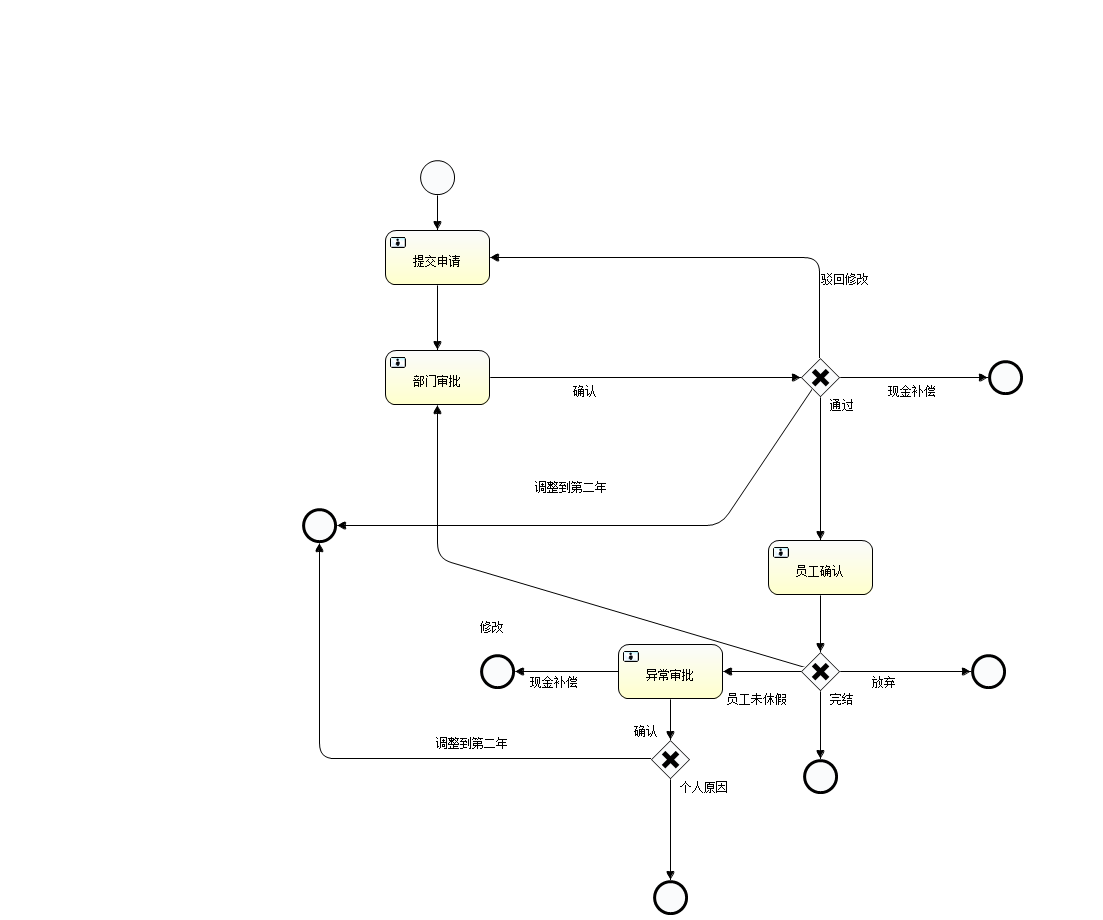 提交申请
驳回修改
部门审批
确认
现金补偿
通过
调整到第二年
员工确认
修改
异常审批
现金补偿
放弃
员工未休假
完结
确认
调整到第二年
个人原因